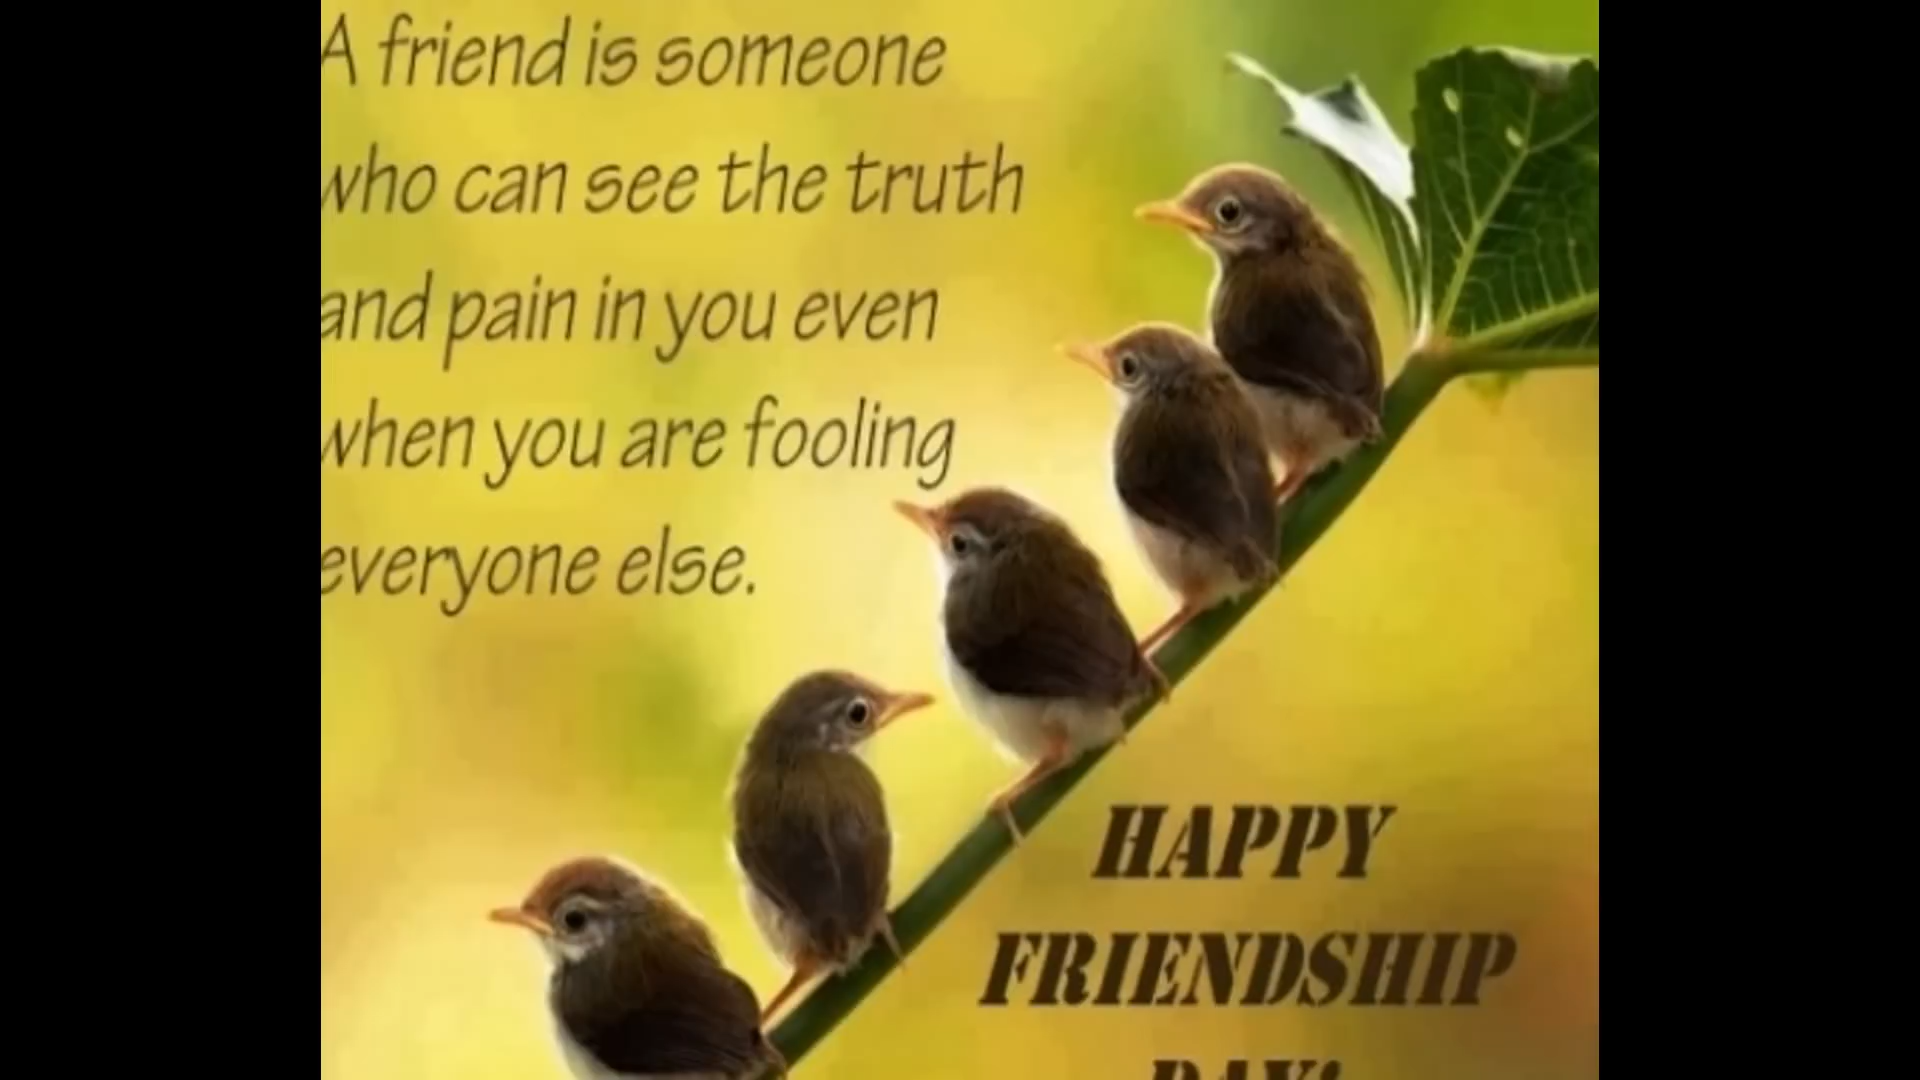 A friend is someone
who can see the truth
and pain in you even
when you are fooling
everyone else.
HAPPY
FRIENDSHIP
DAY!